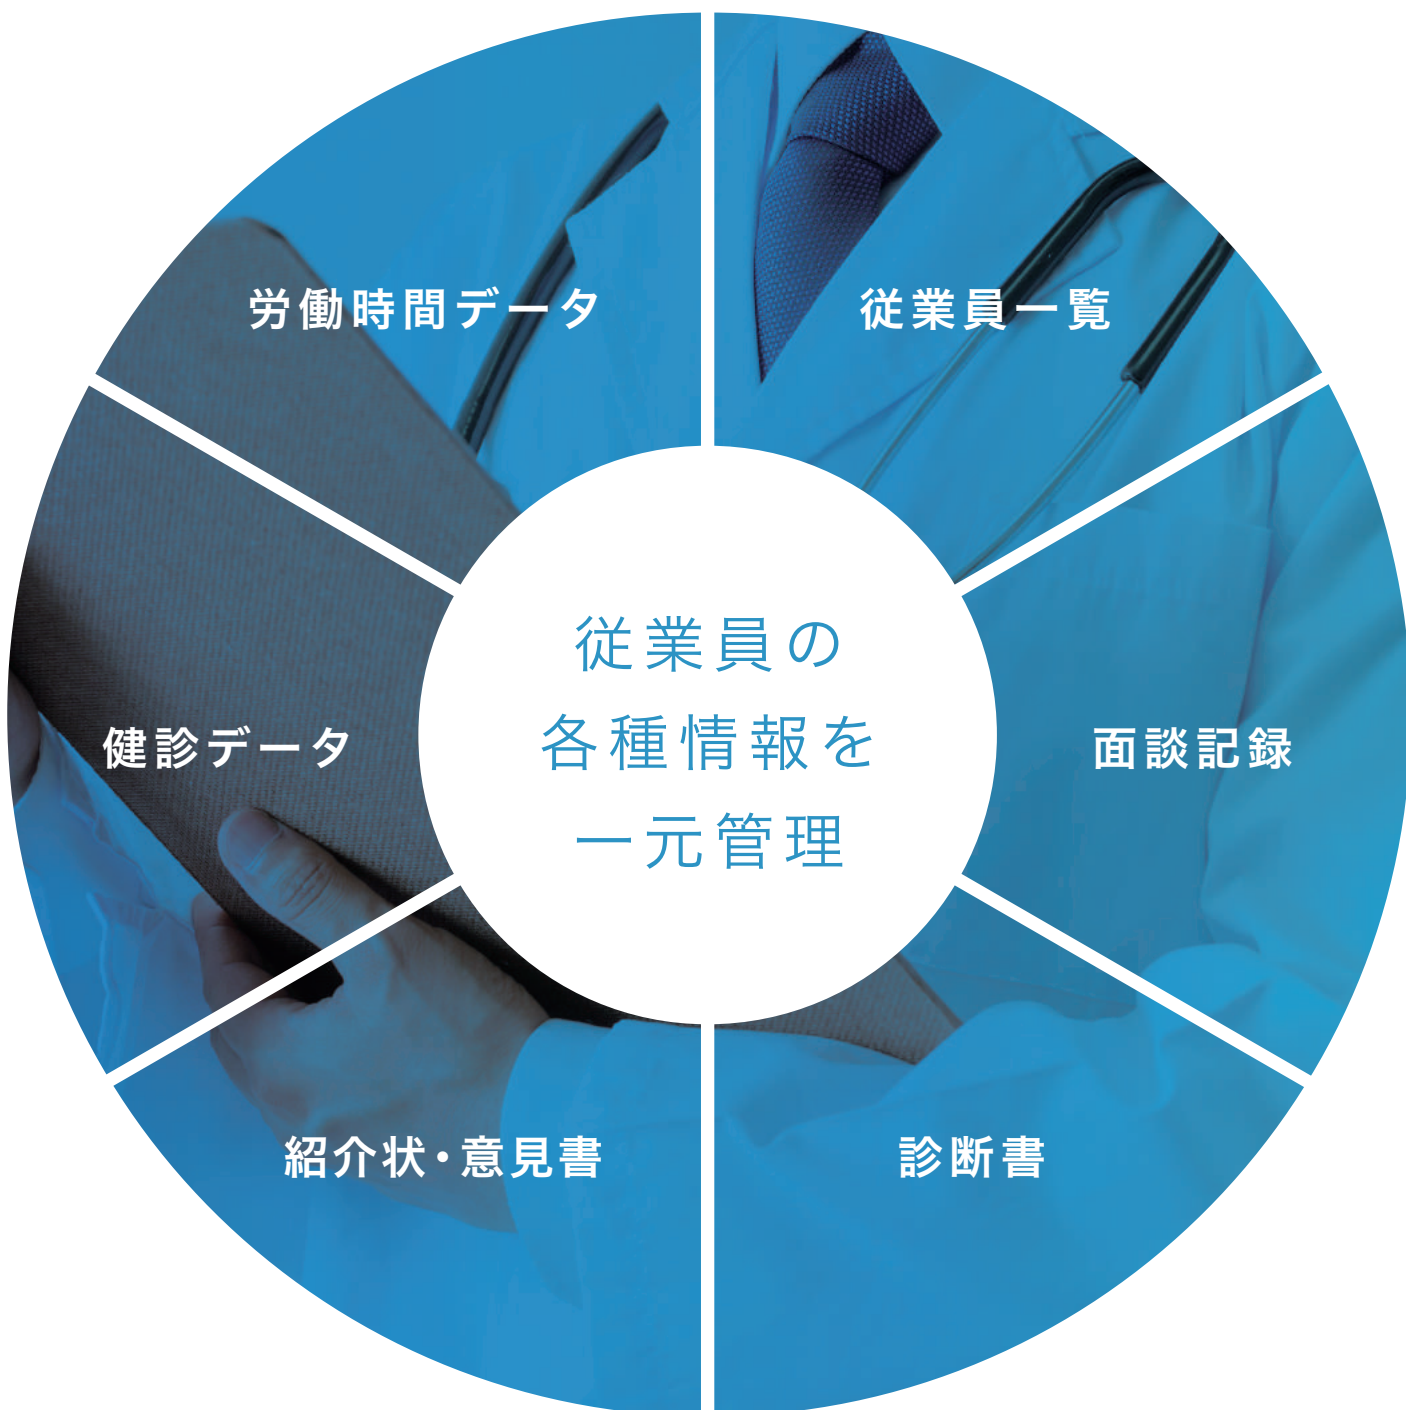 労働時間データ
従業員一覧
従業員の
各種情報を
一元管理
健診データ
面談記録
紹介状・意見書
診断書